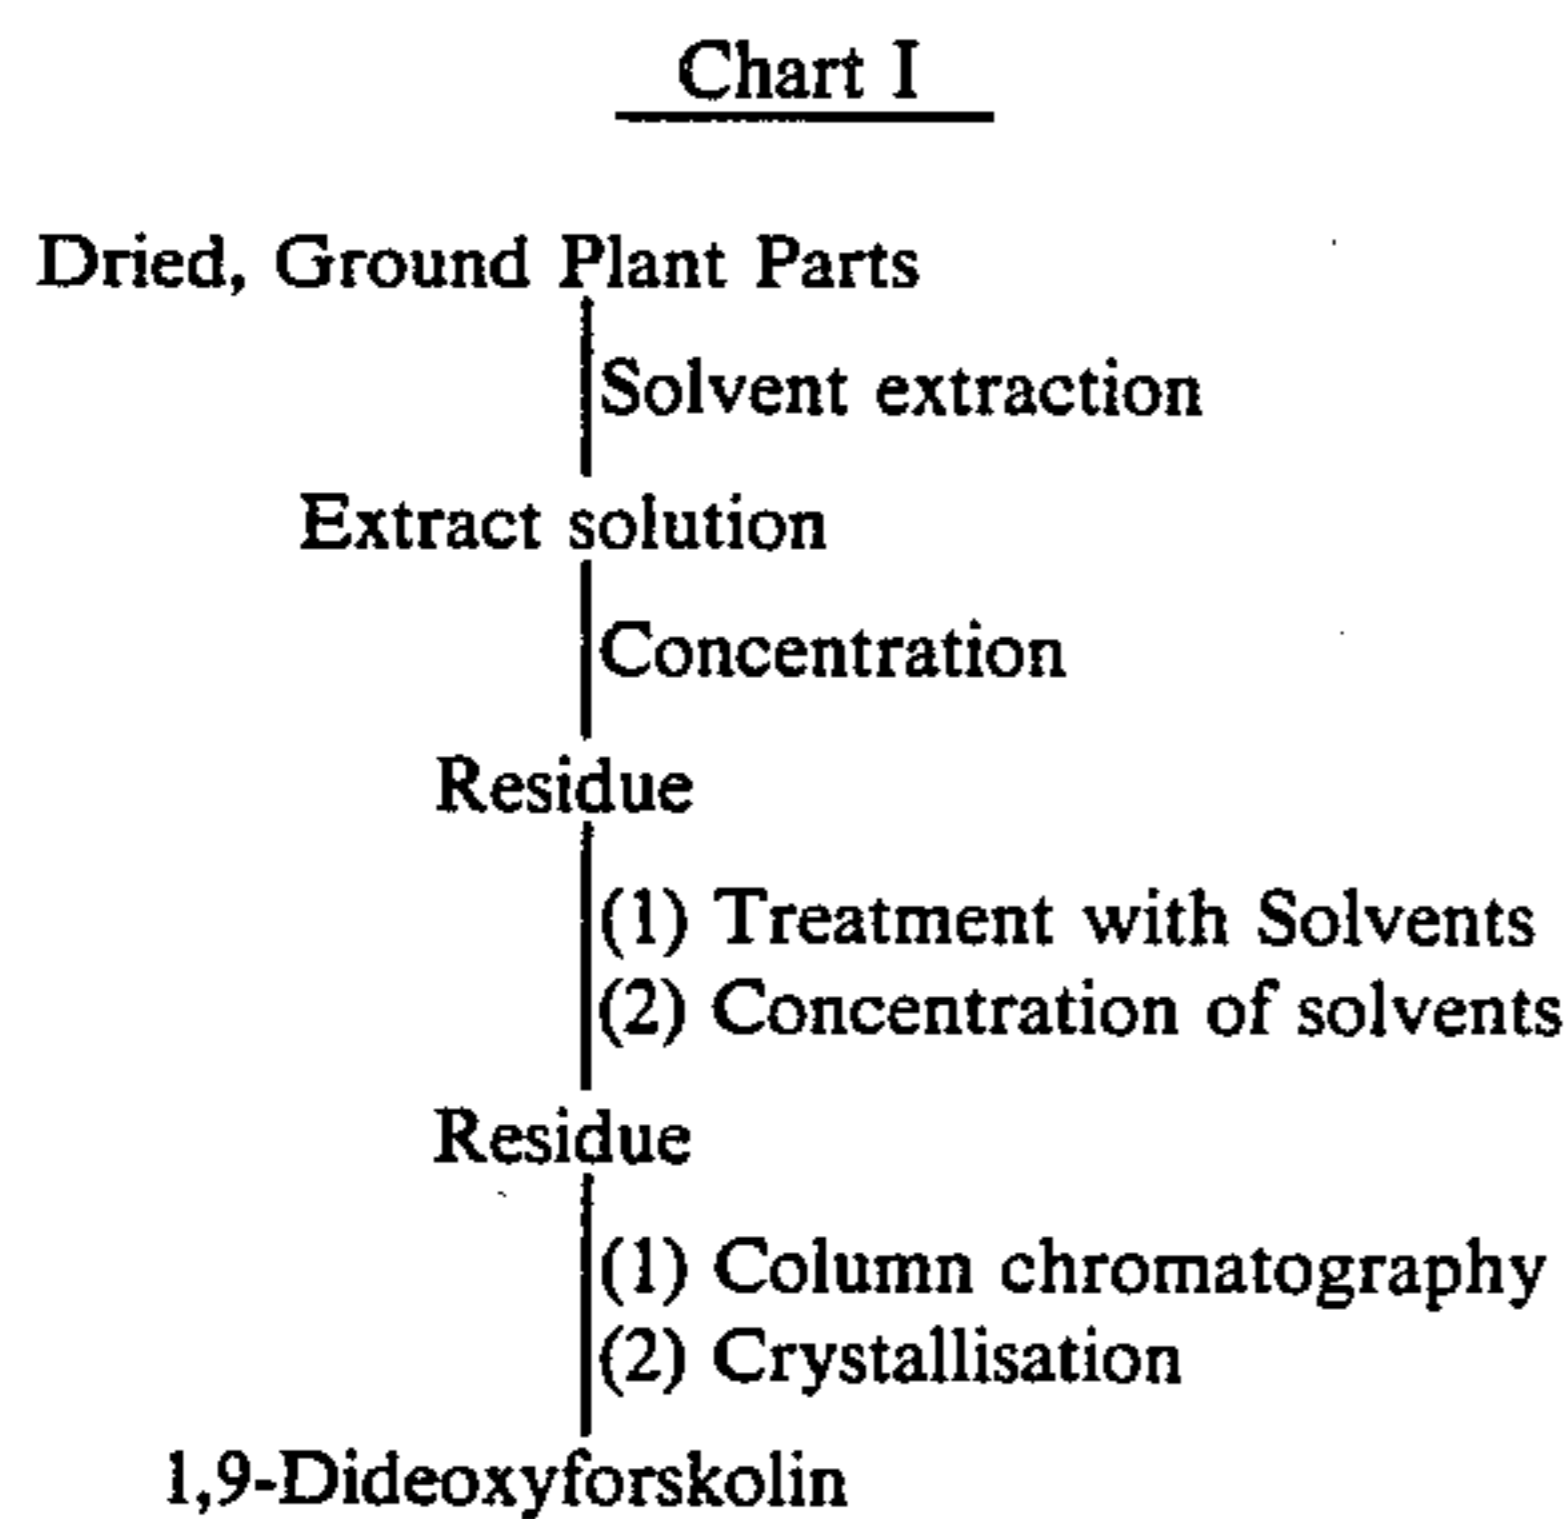 Chart I
Dried, Ground Plant Parts
Solvent extraction
Extract solution
Concentration
Residue
(1) Treatment with Solvents
(2) Concentration of solvents
Residue
(1) Column chromatography
(2) Crystallisation
1,9-Dideoxyforskolin